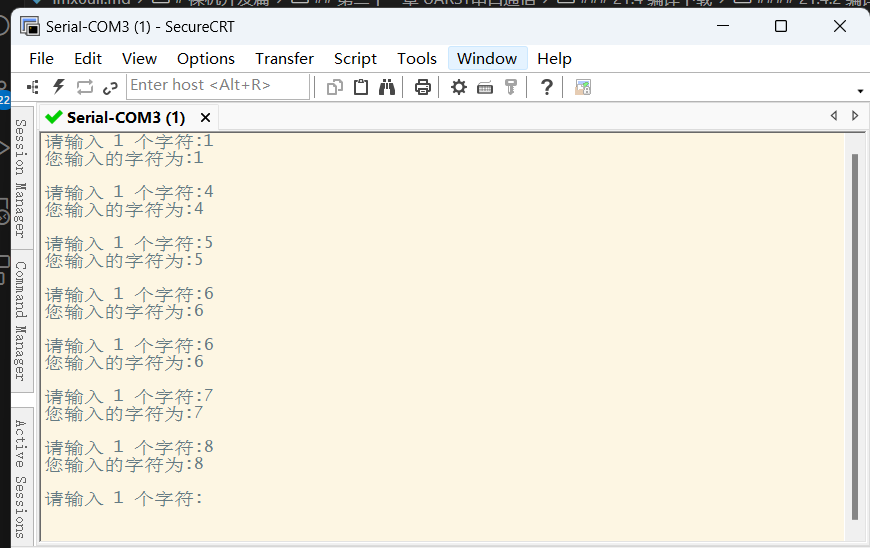 Serial-COM3 (1) - SecureCRT
File Edit View Options Transfer Script Tools Window Help
Enter host <Alt+R>
22
Serial-COM3 (1)
Session Manager
Command Manager
Active Sessions
请输入 1 个字符:1
您输入的字符为:1
请输入 1 个字符:4
您输入的字符为:4
请输入 1 个字符:5
您输入的字符为:5
请输入 1 个字符:6
您输入的字符为:6
请输入 1 个字符:6
您输入的字符为:6
请输入 1 个字符:7
您输入的字符为:7
请输入 1 个字符:8
您输入的字符为:8
请输入 1 个字符: